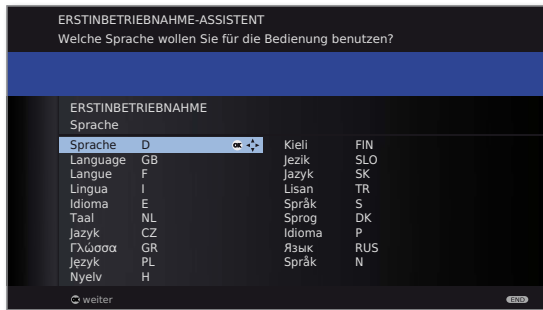 ERSTINBETRIEBNAHME-ASSISTENT
Welche Sprache wollen Sie für die Bedienung benutzen?
ERSTINBETRIEBNAHME
Sprache
Sprache D OK
Language GB
Langue F
Lingua I
Idioma E
Taal NL
Jazyk CZ
Γλώσσα GR
Język PL
Nyelv H
Kieli FIN
Jezik SLO
Jazyk SK
Lisan TR
Språk S
Sprog DK
Idioma P
Язык RUS
Språk N
OK weiter
END